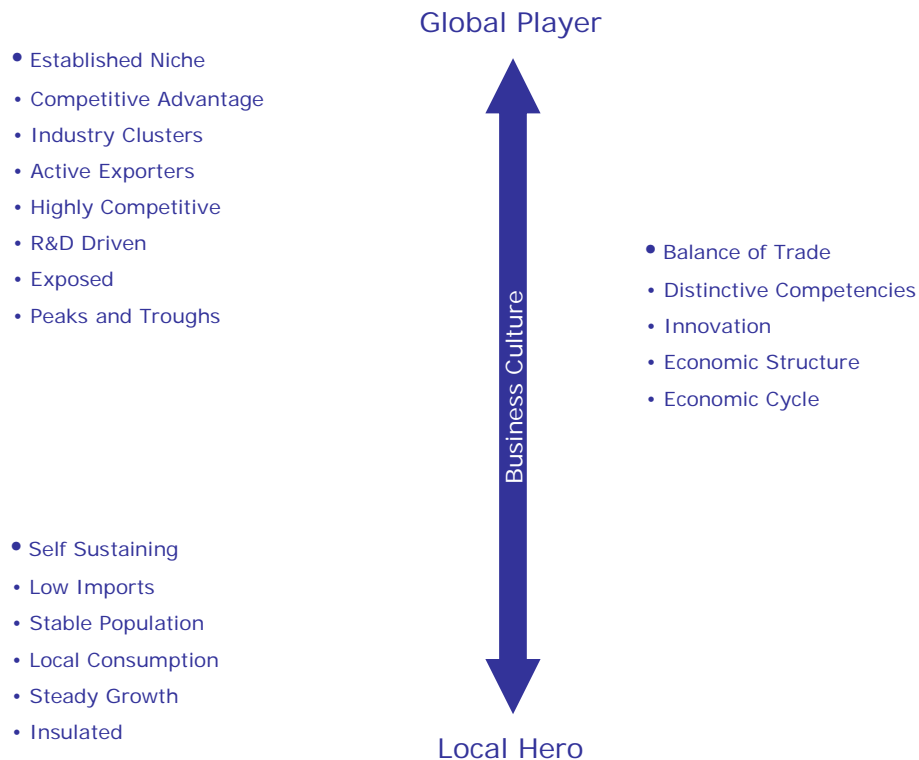 Global Player
• Established Niche
• Competitive Advantage
• Industry Clusters
• Active Exporters
• Highly Competitive
• R&D Driven
• Exposed
• Peaks and Troughs
Business Culture
• Balance of Trade
• Distinctive Competencies
• Innovation
• Economic Structure
• Economic Cycle
• Self Sustaining
• Low Imports
• Stable Population
• Local Consumption
• Steady Growth
• Insulated
Local Hero